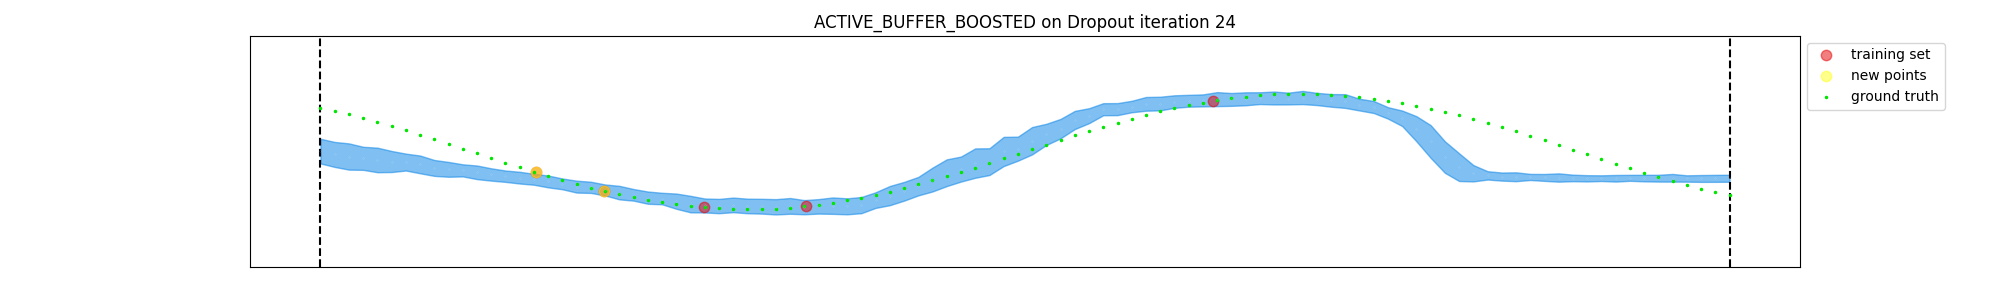 ACTIVE_BUFFER_BOOSTED on Dropout iteration 24
training set
new points
ground truth